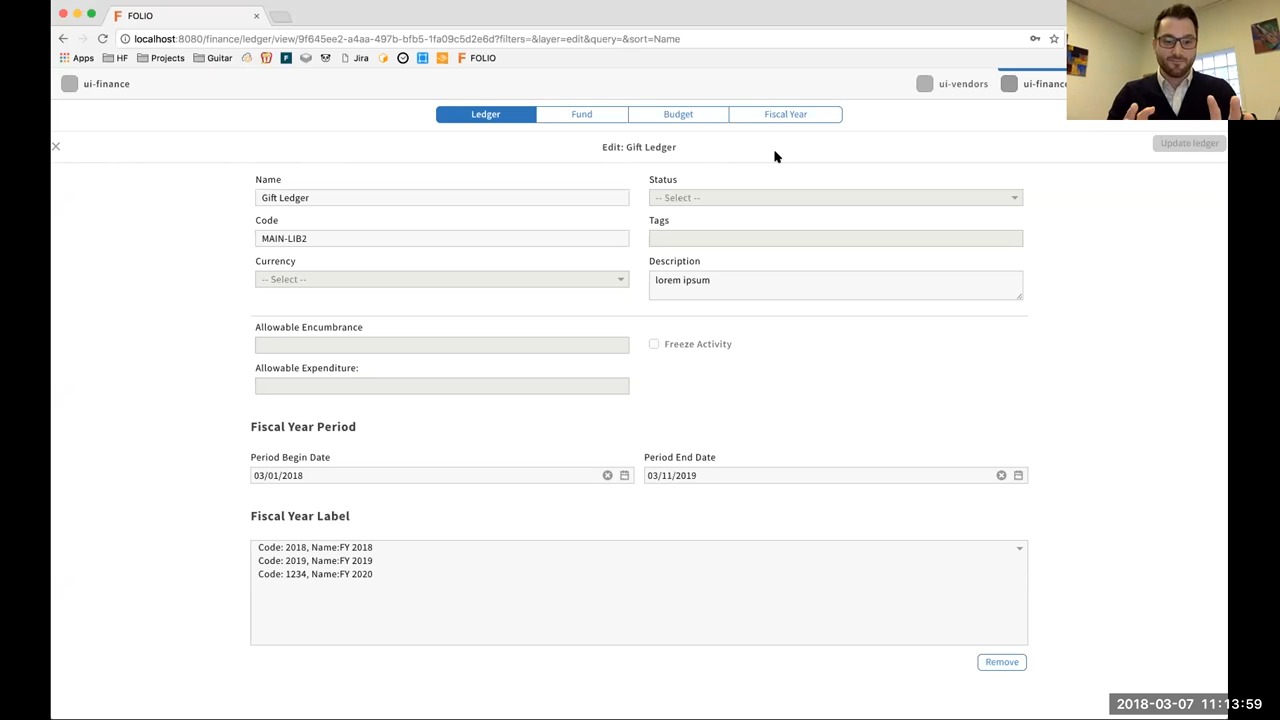 FOLIO
localhost:8080/finance/ledger/view/9f645ee2-a4aa-497b-bfb5-1fa09c5d2e6d?filters=&layer=edit&query=&sort=Name
Apps HF Projects Guitar Jira FOLIO
ui-finance ui-vendors ui-finance
Ledger Fund Budget Fiscal Year
Edit: Gift Ledger Update ledger
Name Status
Gift Ledger -- Select --
Code Tags
MAIN-LIB2
Currency Description
-- Select -- lorem ipsum
Allowable Encumbrance
Freeze Activity
Allowable Expenditure:
Fiscal Year Period
Period Begin Date Period End Date
03/01/2018 03/11/2019
Fiscal Year Label
Code: 2018, Name:FY 2018
Code: 2019, Name:FY 2019
Code: 1234, Name:FY 2020
Remove
2018-03-07 11:13:59